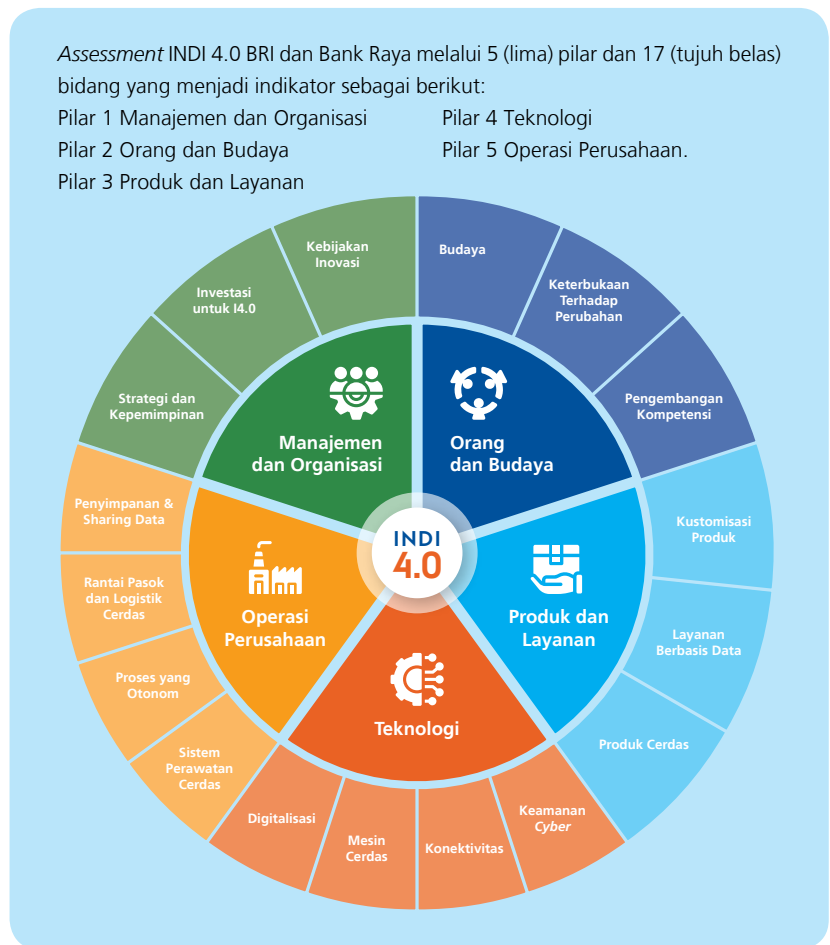 Assessment INDI 4.0 BRI dan Bank Raya melalui 5 (lima) pilar dan 17 (tujuh belas)
bidang yang menjadi indikator sebagai berikut:
Pilar 1 Manajemen dan Organisasi
Pilar 2 Orang dan Budaya
Pilar 3 Produk dan Layanan
Pilar 4 Teknologi
Pilar 5 Operasi Perusahaan.
Kebijakan
Inovasi
Investasi
untuk I4.0
Strategi dan
Kepemimpinan
Budaya
Keterbukaan
Terhadap
Perubahan
Pengembangan
Kompetensi
Manajemen
dan Organisasi
Orang
dan Budaya
Penyimpanan &
Sharing Data
Rantai Pasok
dan Logistik
Cerdas
Proses yang
Otonom
Sistem
Perawatan
Cerdas
Operasi
Perusahaan
INDI
4.0
Produk dan
Layanan
Kustomisasi
Produk
Layanan
Berbasis Data
Produk Cerdas
Teknologi
Digitalisasi
Mesin
Cerdas
Konektivitas
Keamanan
Cyber